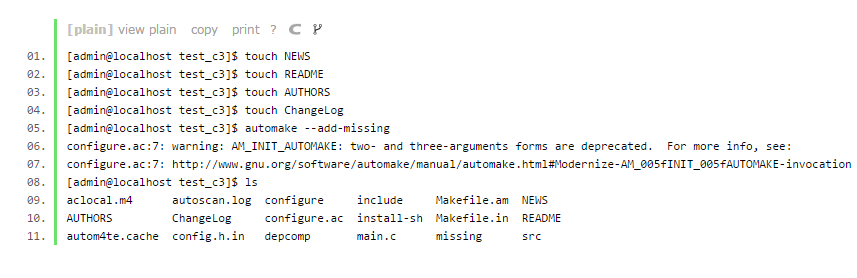 [plain] view plain copy print ?
01. [admin@localhost test_c3]$ touch NEWS
02. [admin@localhost test_c3]$ touch README
03. [admin@localhost test_c3]$ touch AUTHORS
04. [admin@localhost test_c3]$ touch ChangeLog
05. [admin@localhost test_c3]$ automake --add-missing
06. configure.ac:7: warning: AM_INIT_AUTOMAKE: two- and three-arguments forms are deprecated.  For more info, see:
07. configure.ac:7: http://www.gnu.org/software/automake/manual/automake.html#Modernize-AM_005fINIT_005fAUTOMAKE-invocation
08. [admin@localhost test_c3]$ ls
09. aclocal.m4      autoscan.log  configure     include     Makefile.am  NEWS
10. AUTHORS         ChangeLog     configure.ac  install-sh  Makefile.in  README
11. autom4te.cache  config.h.in   depcomp       main.c      missing      src